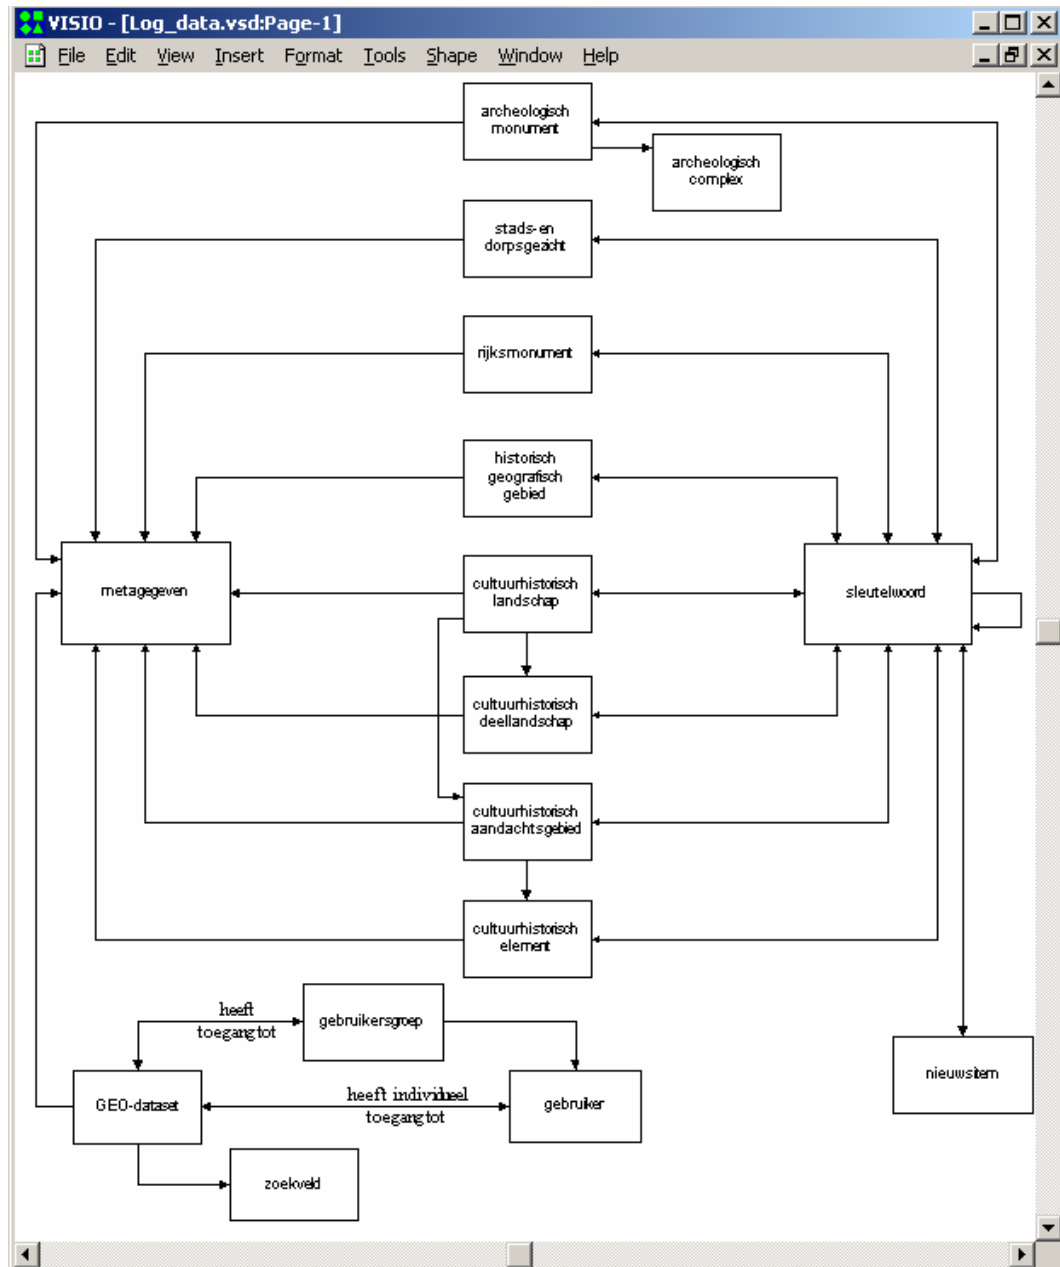 VISIO - [Log_data.vsd:Page-1]
File Edit View Insert Format Tools Shape Window Help
archeologisch
monument
archeologisch
complex
stads- en
dorpsgezicht
rijksmonument
historisch
geografisch
gebied
metagegeven
cultuurhistorisch
landschap
sleutelwoord
cultuurhistorisch
deellandschap
cultuurhistorisch
aandachtsgebied
cultuurhistorisch
element
heeft
toegang tot
gebruikersgroep
nieuwsitem
GEO-dataset
heeft individueel
toegang tot
gebruiker
zoekveld